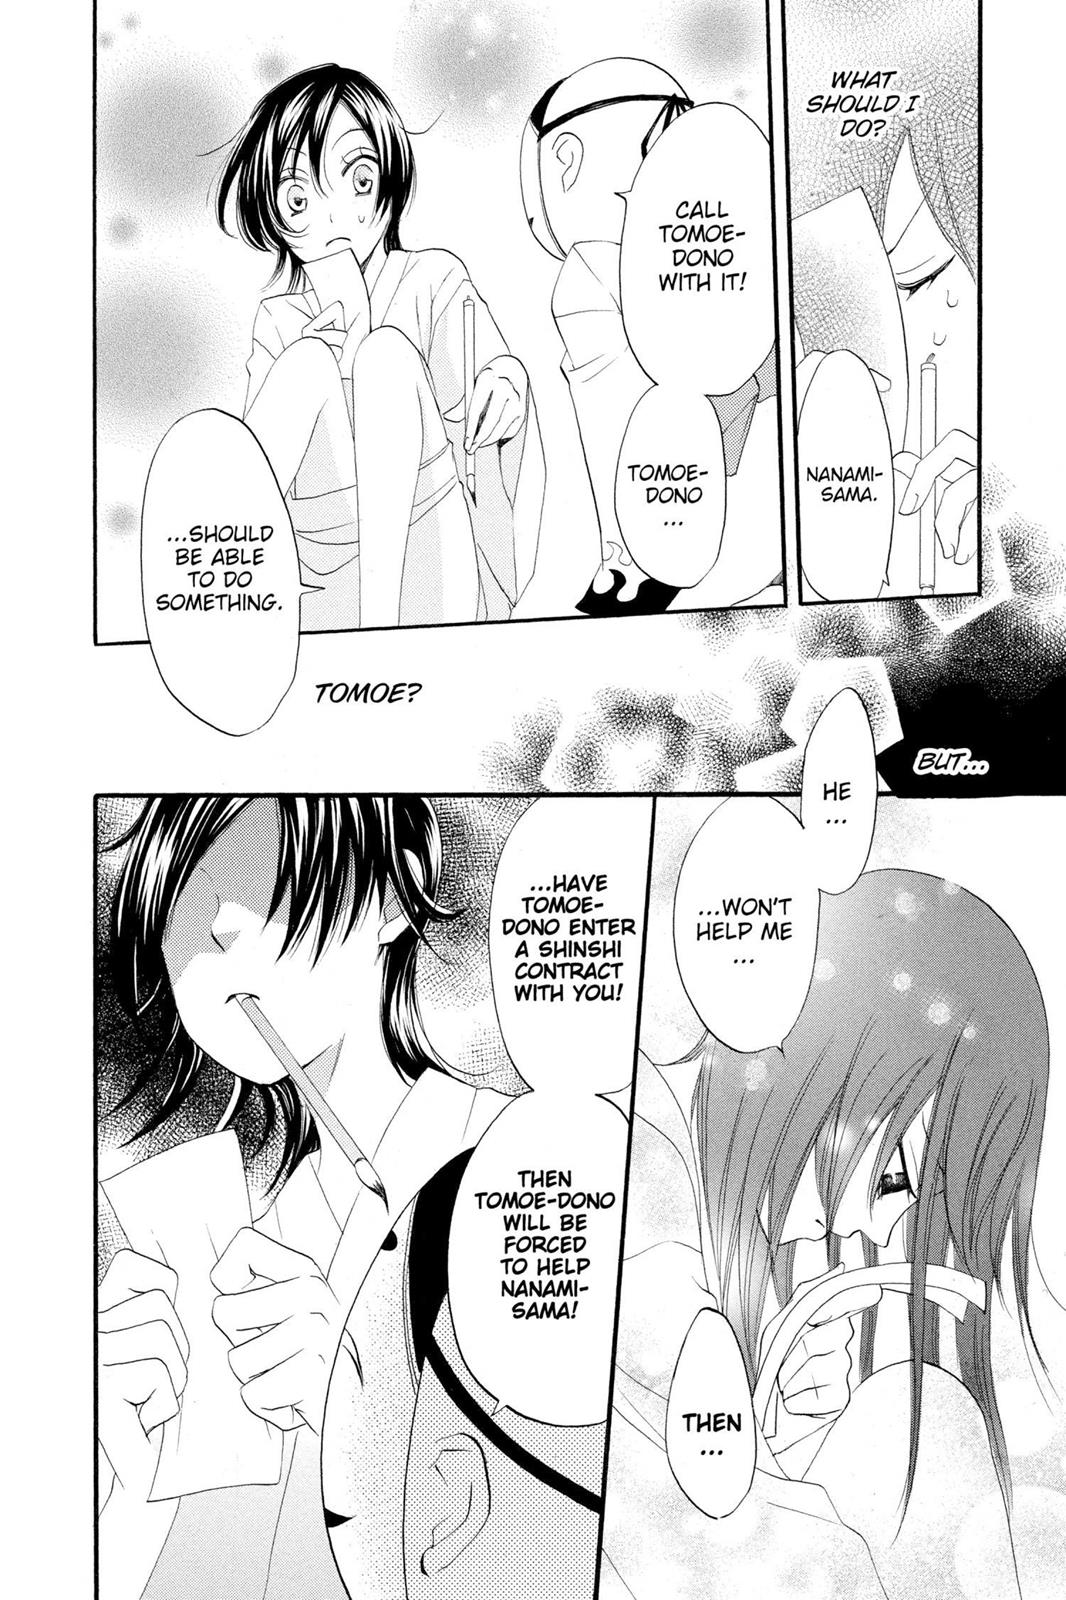 WHAT
SHOULD I
DO?
NANAMI-
SAMA.
CALL
TOMOE-
DONO
WITH IT!
TOMOE-
DONO
...
...SHOULD
BE ABLE
TO DO
SOMETHING.
TOMOE?
BUT...
HE
...
...WON'T
HELP ME
...
THEN
...
...HAVE
TOMOE-
DONO ENTER
A SHINSHI
CONTRACT
WITH YOU!
THEN
TOMOE-DONO
WILL BE
FORCED
TO HELP
NANAMI-
SAMA!